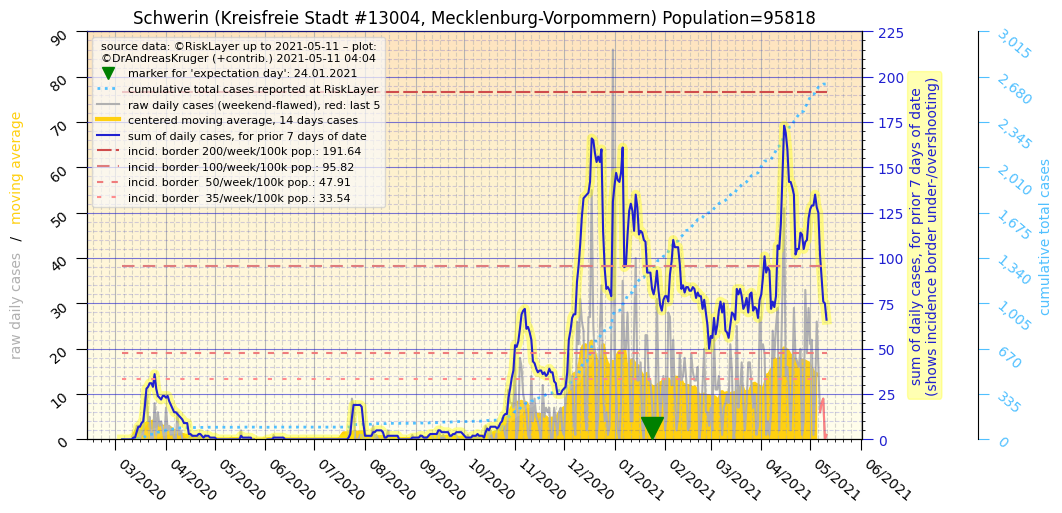 Schwerin (Kreisfreie Stadt #13004, Mecklenburg-Vorpommern) Population=95818
source data: ©RiskLayer up to 2021-05-11 – plot:
©DrAndreasKruger (+contrib.) 2021-05-11 04:04
marker for 'expectation day': 24.01.2021
cumulative total cases reported at RiskLayer
raw daily cases (weekend-flawed), red: last 5
centered moving average, 14 days cases
sum of daily cases, for prior 7 days of date
incid. border 200/week/100k pop.: 191.64
incid. border 100/week/100k pop.: 95.82
incid. border  50/week/100k pop.: 47.91
incid. border  35/week/100k pop.: 33.54
raw daily cases  /  moving average
90
80
70
60
50
40
30
20
10
0
225
200
175
150
125
100
75
50
25
0
sum of daily cases, for prior 7 days of date
(shows incidence border under-/overshooting)
3,015
2,680
2,345
2,010
1,675
1,340
1,005
670
335
0
cumulative total cases
03/2020
04/2020
05/2020
06/2020
07/2020
08/2020
09/2020
10/2020
11/2020
12/2020
01/2021
02/2021
03/2021
04/2021
05/2021
06/2021